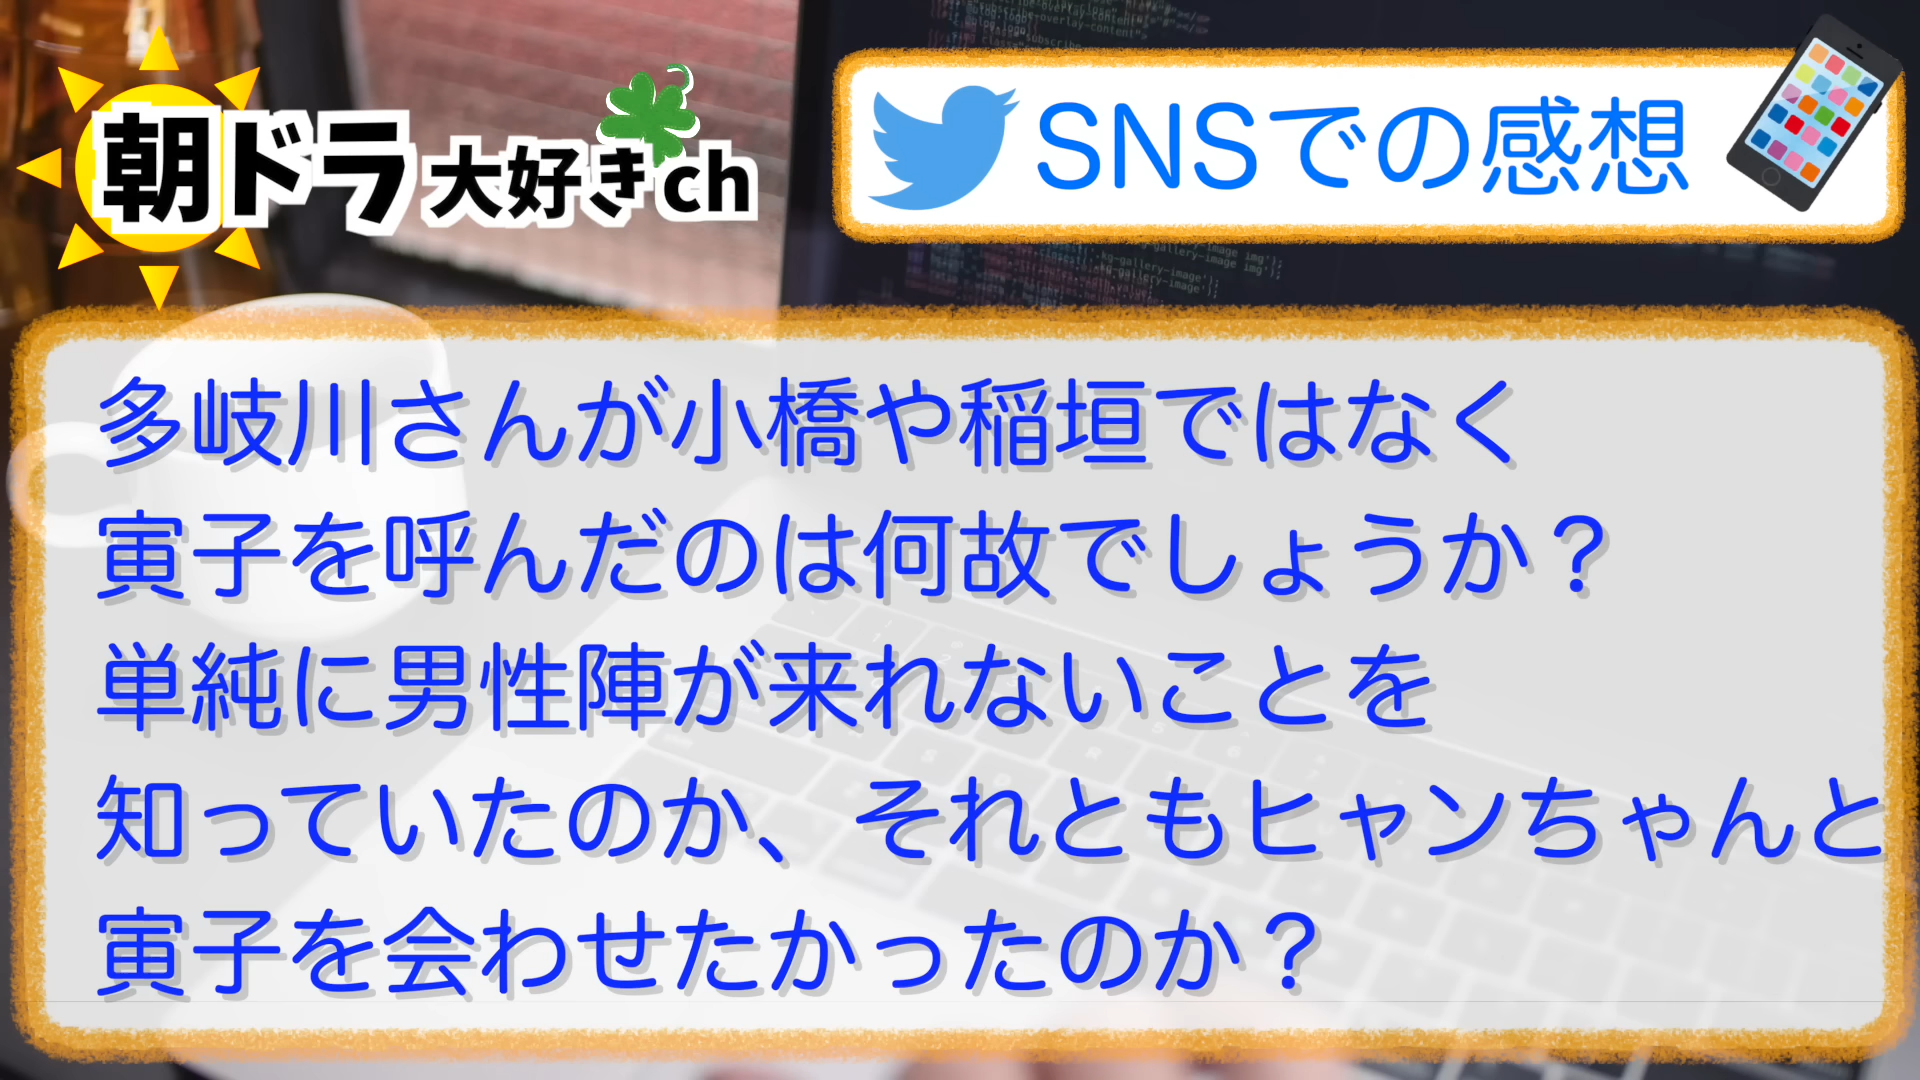 朝ドラ大好きch
SNSでの感想
多岐川さんが小橋や稲垣ではなく
寅子を呼んだのは何故でしょうか？
単純に男性陣が来れないことを
知っていたのか、それともヒャンちゃんと
寅子を会わせたかったのか？